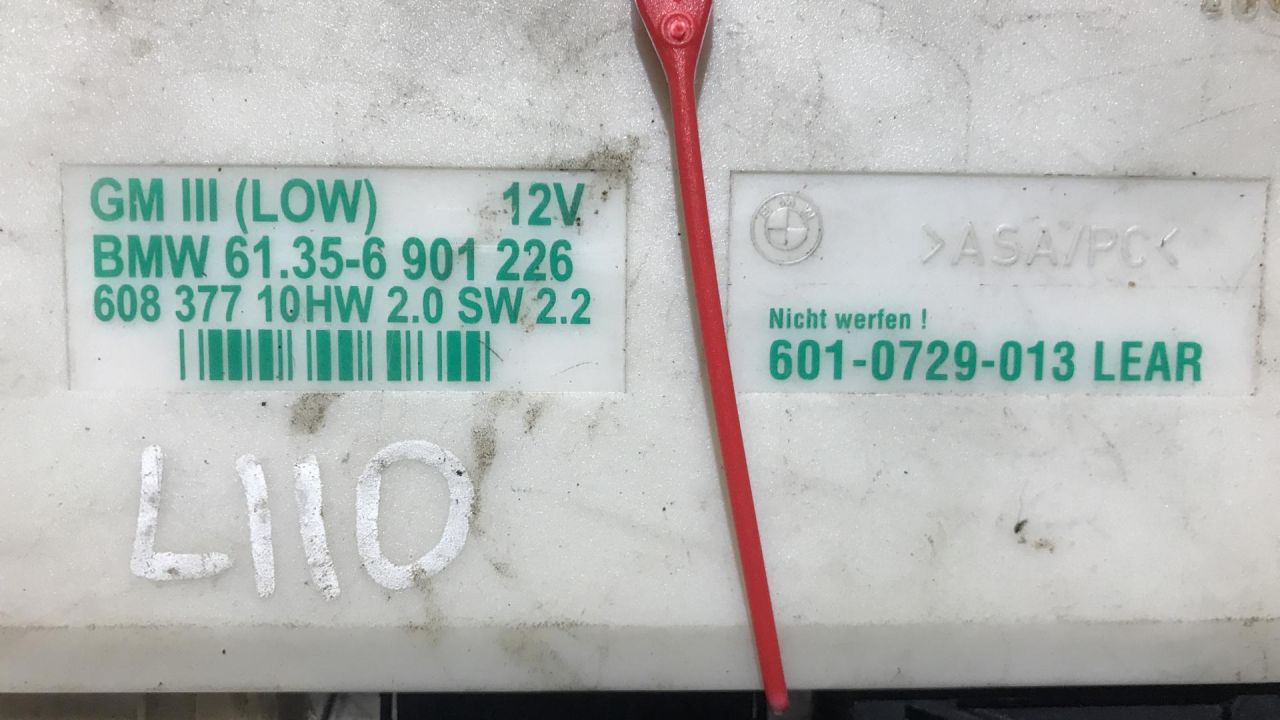 GM III (LOW) 12V
BMW 61.35-6 901 226
608 377 10HW 2.0 SW 2.2
BMW
>ASA/PC<
Nicht werfen !
601-0729-013 LEAR
L110